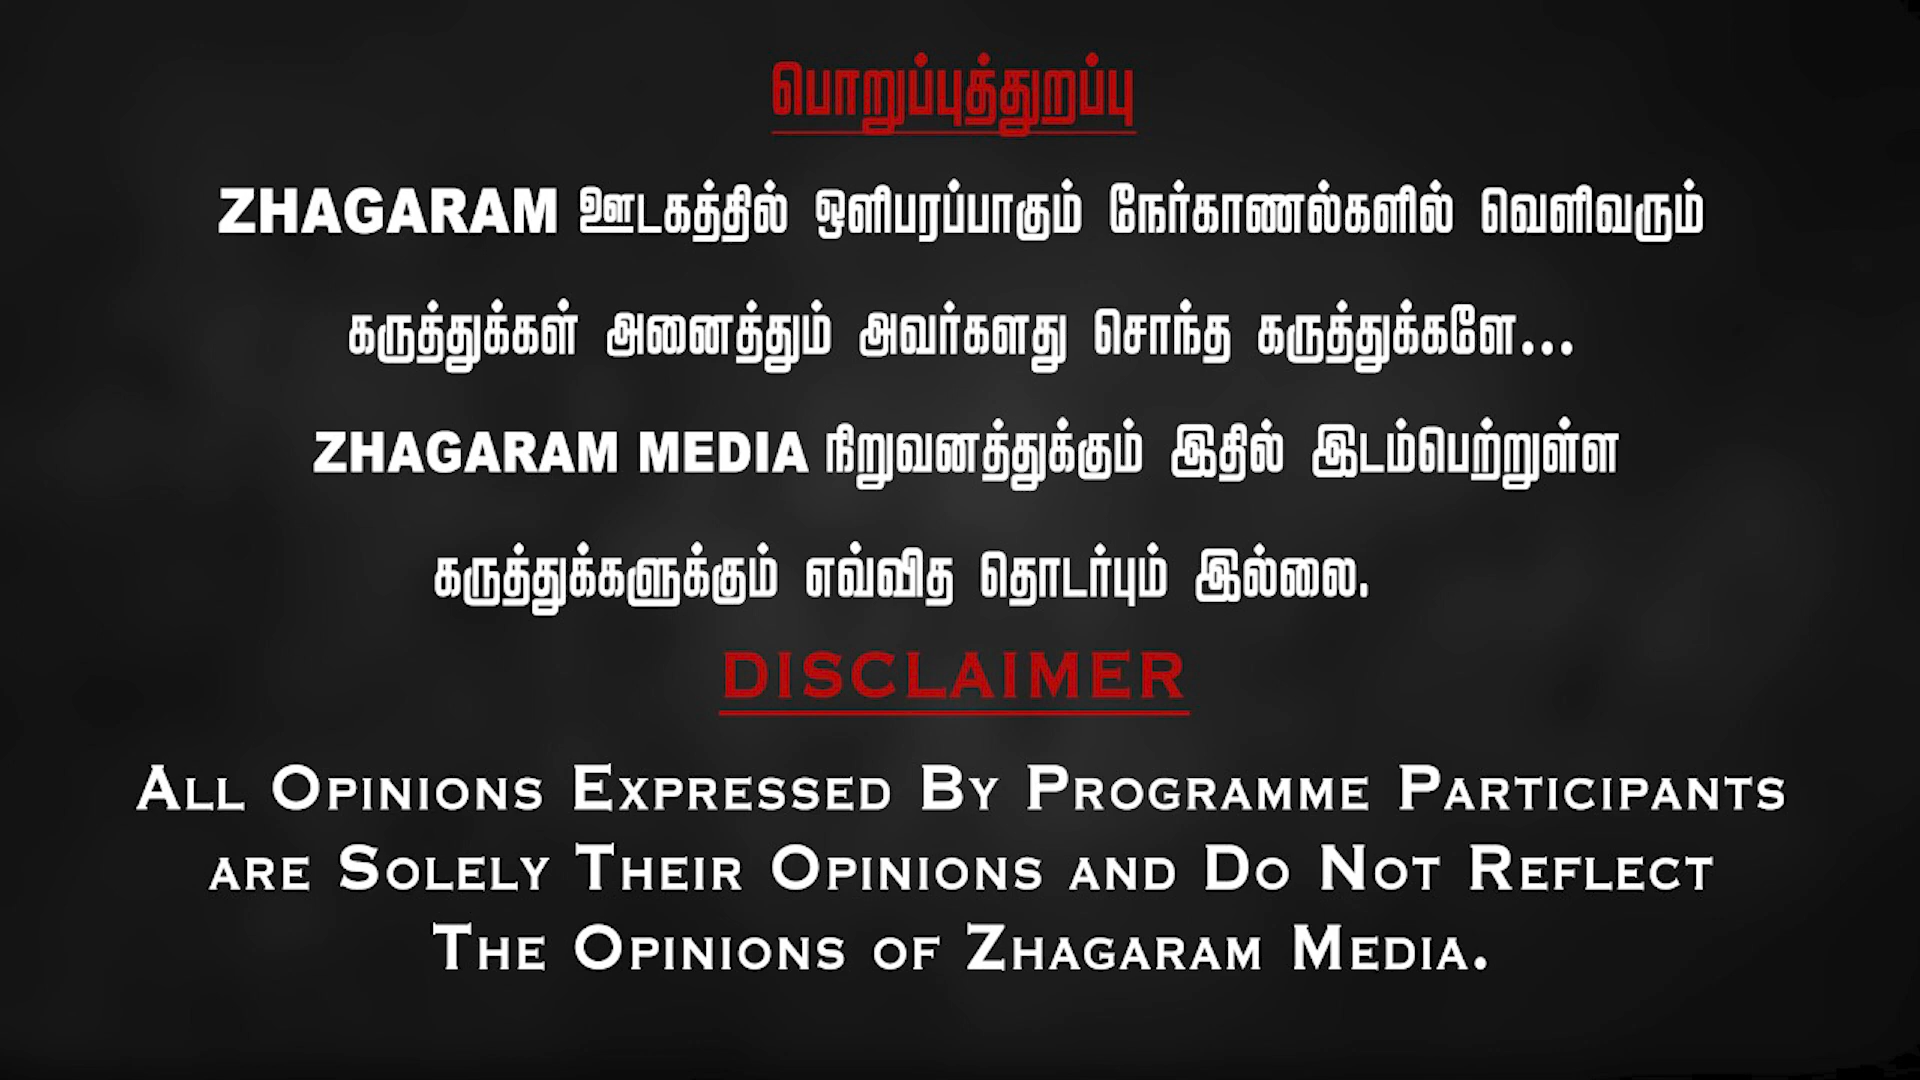 பொறுப்புத்துறப்பு
ZHAGARAM ஊடகத்தில் ஒளிபரப்பாகும் நேர்காணல்களில் வெளிவரும்
கருத்துக்கள் அனைத்தும் அவர்களது சொந்த கருத்துக்களே...
ZHAGARAM MEDIA நிறுவனத்துக்கும் இதில் இடம்பெற்றுள்ள
கருத்துக்களுக்கும் எவ்வித தொடர்பும் இல்லை.
DISCLAIMER
All Opinions Expressed By Programme Participants
are Solely Their Opinions and Do Not Reflect
The Opinions of Zhagaram Media.